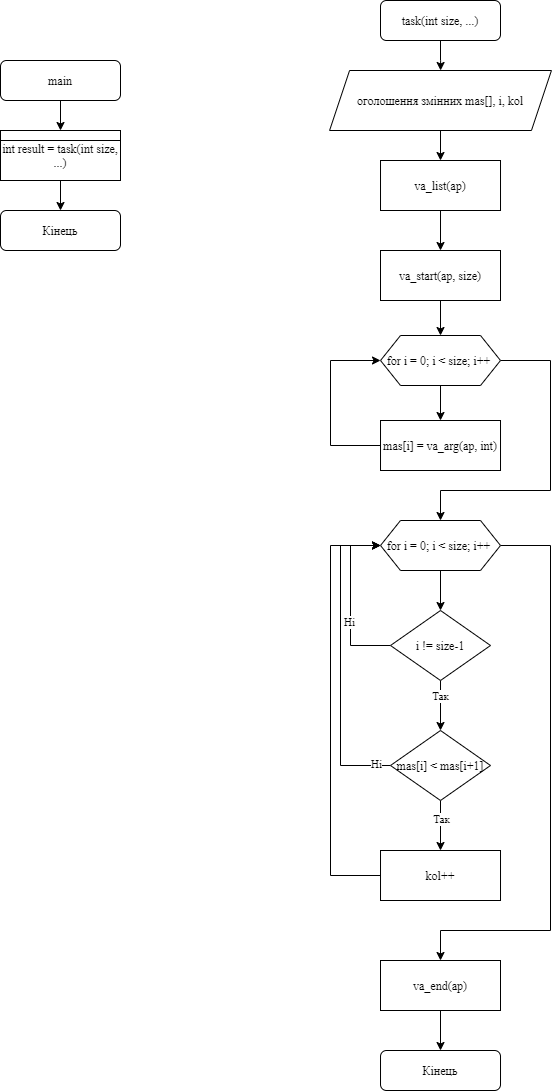 main
int result = task(int size,
...)
Кінець
task(int size, ...)
оголошення змінних mas[], i, kol
va_list(ap)
va_start(ap, size)
for i = 0; i < size; i++
mas[i] = va_arg(ap, int)
for i = 0; i < size; i++
Ні
i != size-1
Так
Ні
mas[i] < mas[i+1]
Так
kol++
va_end(ap)
Кінець